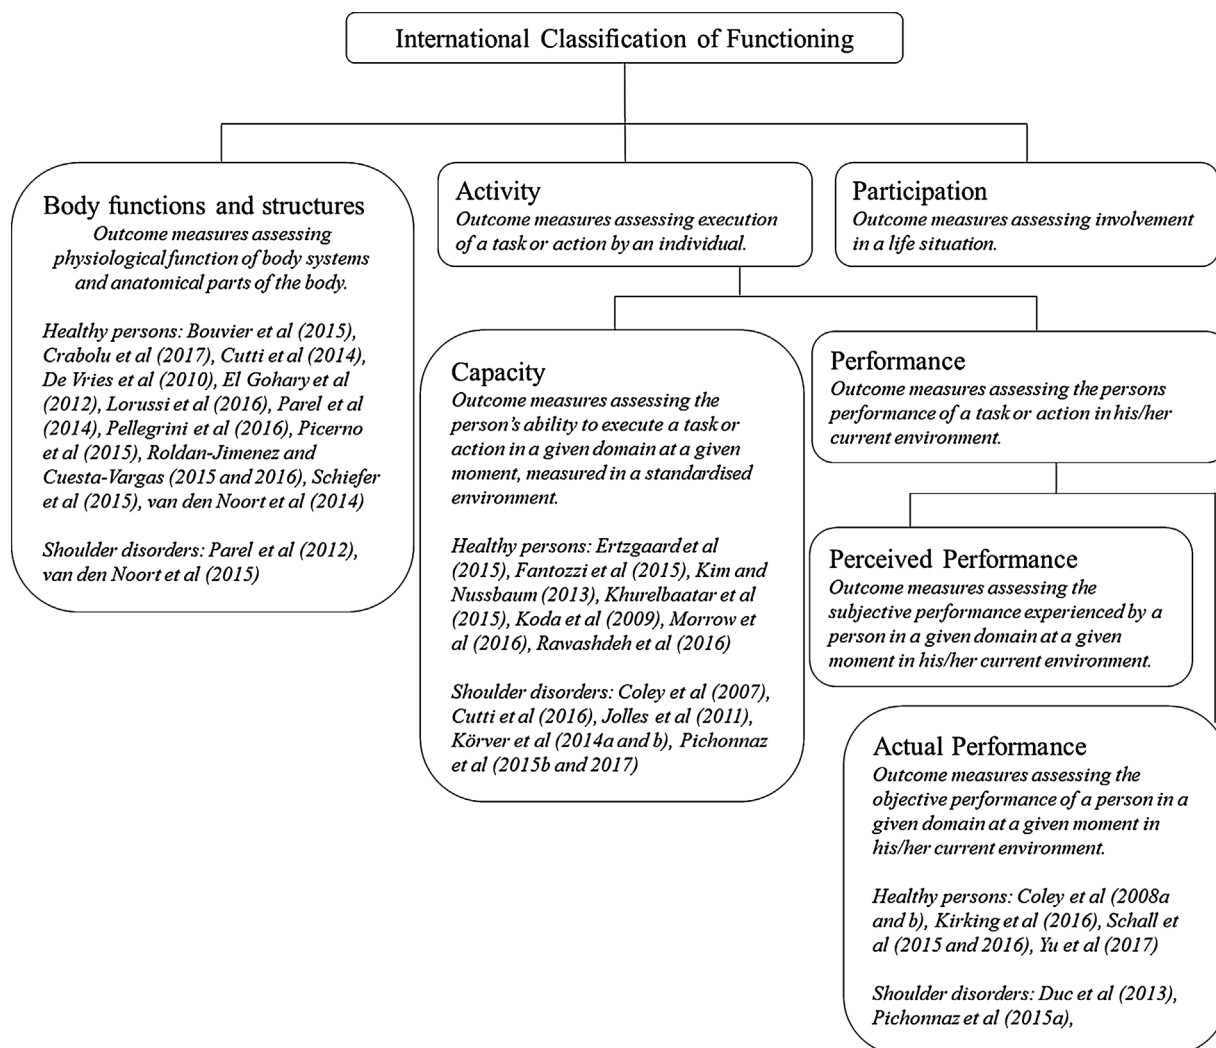 International Classification of Functioning
Body functions and structures
Outcome measures assessing
physiological function of body systems
and anatomical parts of the body.
Healthy persons: Bouvier et al (2015),
Crabolu et al (2017), Cutti et al (2014),
De Vries et al (2010), El Gohary et al
(2012), Lorussi et al (2016), Parel et al
(2014), Pellegrini et al (2016), Picerno
et al (2015), Roldan-Jimenez and
Cuesta-Vargas (2015 and 2016), Schiefer
et al (2015), van den Noort et al (2014)
Shoulder disorders: Parel et al (2012),
van den Noort et al (2015)
Activity
Outcome measures assessing execution
of a task or action by an individual.
Participation
Outcome measures assessing involvement
in a life situation.
Capacity
Outcome measures assessing the
person's ability to execute a task or
action in a given domain at a given
moment, measured in a standardised
environment.
Healthy persons: Ertzgaard et al
(2015), Fantozzi et al (2015), Kim and
Nussbaum (2013), Khurelbaatar et al
(2015), Koda et al (2009), Morrow et
al (2016), Rawashdeh et al (2016)
Shoulder disorders: Coley et al (2007),
Cutti et al (2016), Jolles et al (2011),
Körver et al (2014a and b), Pichonnaz
et al (2015b and 2017)
Performance
Outcome measures assessing the persons
performance of a task or action in his/her
current environment.
Perceived Performance
Outcome measures assessing the
subjective performance experienced by a
person in a given domain at a given
moment in his/her current environment.
Actual Performance
Outcome measures assessing the
objective performance of a person in a
given domain at a given moment in
his/her current environment.
Healthy persons: Coley et al (2008a
and b), Kirking et al (2016), Schall et
al (2015 and 2016), Yu et al (2017)
Shoulder disorders: Duc et al (2013),
Pichonnaz et al (2015a),